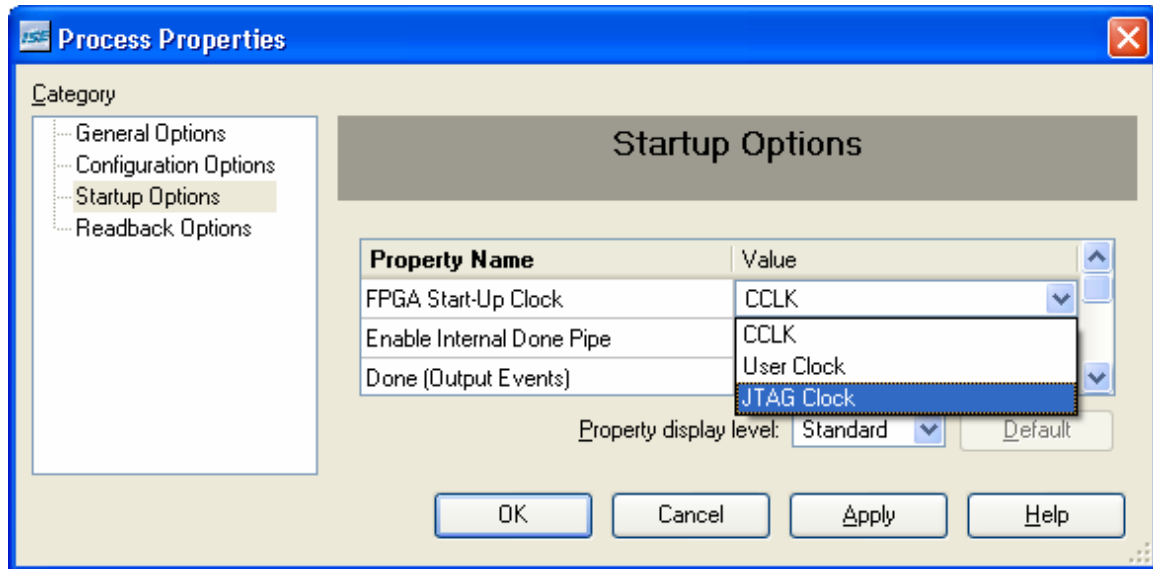 ISE Process Properties
Category
General Options
Configuration Options
Startup Options
Readback Options
Startup Options
Property Name Value
FPGA Start-Up Clock CCLK
Enable Internal Done Pipe CCLK
User Clock
Done (Output Events) JTAG Clock
Property display level: Standard Default
OK Cancel Apply Help